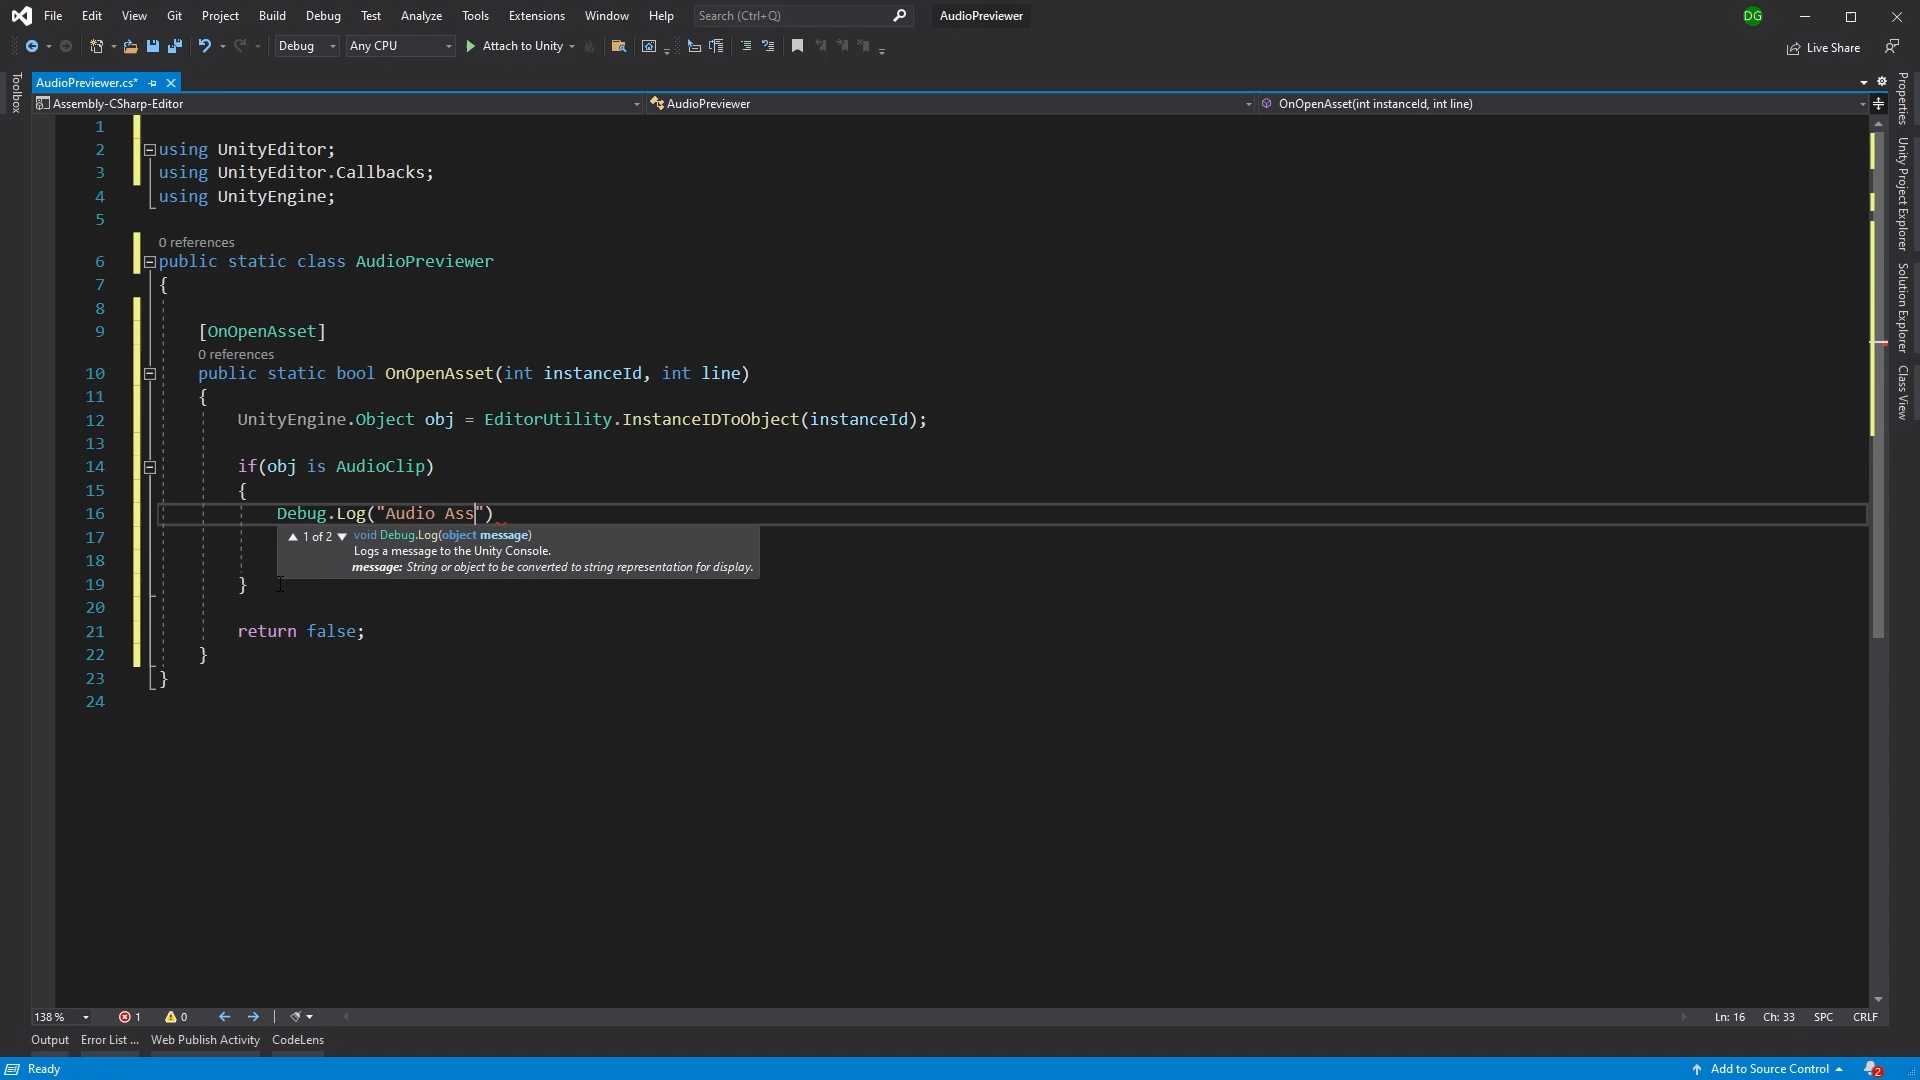 File Edit View Git Project Build Debug Test Analyze Tools Extensions Window Help Search (Ctrl+Q) AudioPreviewer DG
Debug Any CPU Attach to Unity Live Share
AudioPreviewer.cs*
Assembly-CSharp-Editor AudioPreviewer OnOpenAsset(int instanceId, int line)
Toolbox
1
2 using UnityEditor;
3 using UnityEditor.Callbacks;
4 using UnityEngine;
5
0 references
6 public static class AudioPreviewer
7 {
8
9 [OnOpenAsset]
0 references
10 public static bool OnOpenAsset(int instanceId, int line)
11 {
12 UnityEngine.Object obj = EditorUtility.InstanceIDToObject(instanceId);
13
14 if(obj is AudioClip)
15 {
16 Debug.Log("Audio Ass")
17
1 of 2 void Debug.Log(object message)
Logs a message to the Unity Console.
18
message: String or object to be converted to string representation for display.
19 }
20
21 return false;
22 }
23 }
24
Properties
Unity Project Explorer
Solution Explorer
Class View
138 % 1 0 Ln: 16 Ch: 33 SPC CRLF
Output Error List ... Web Publish Activity CodeLens
Ready Add to Source Control 2